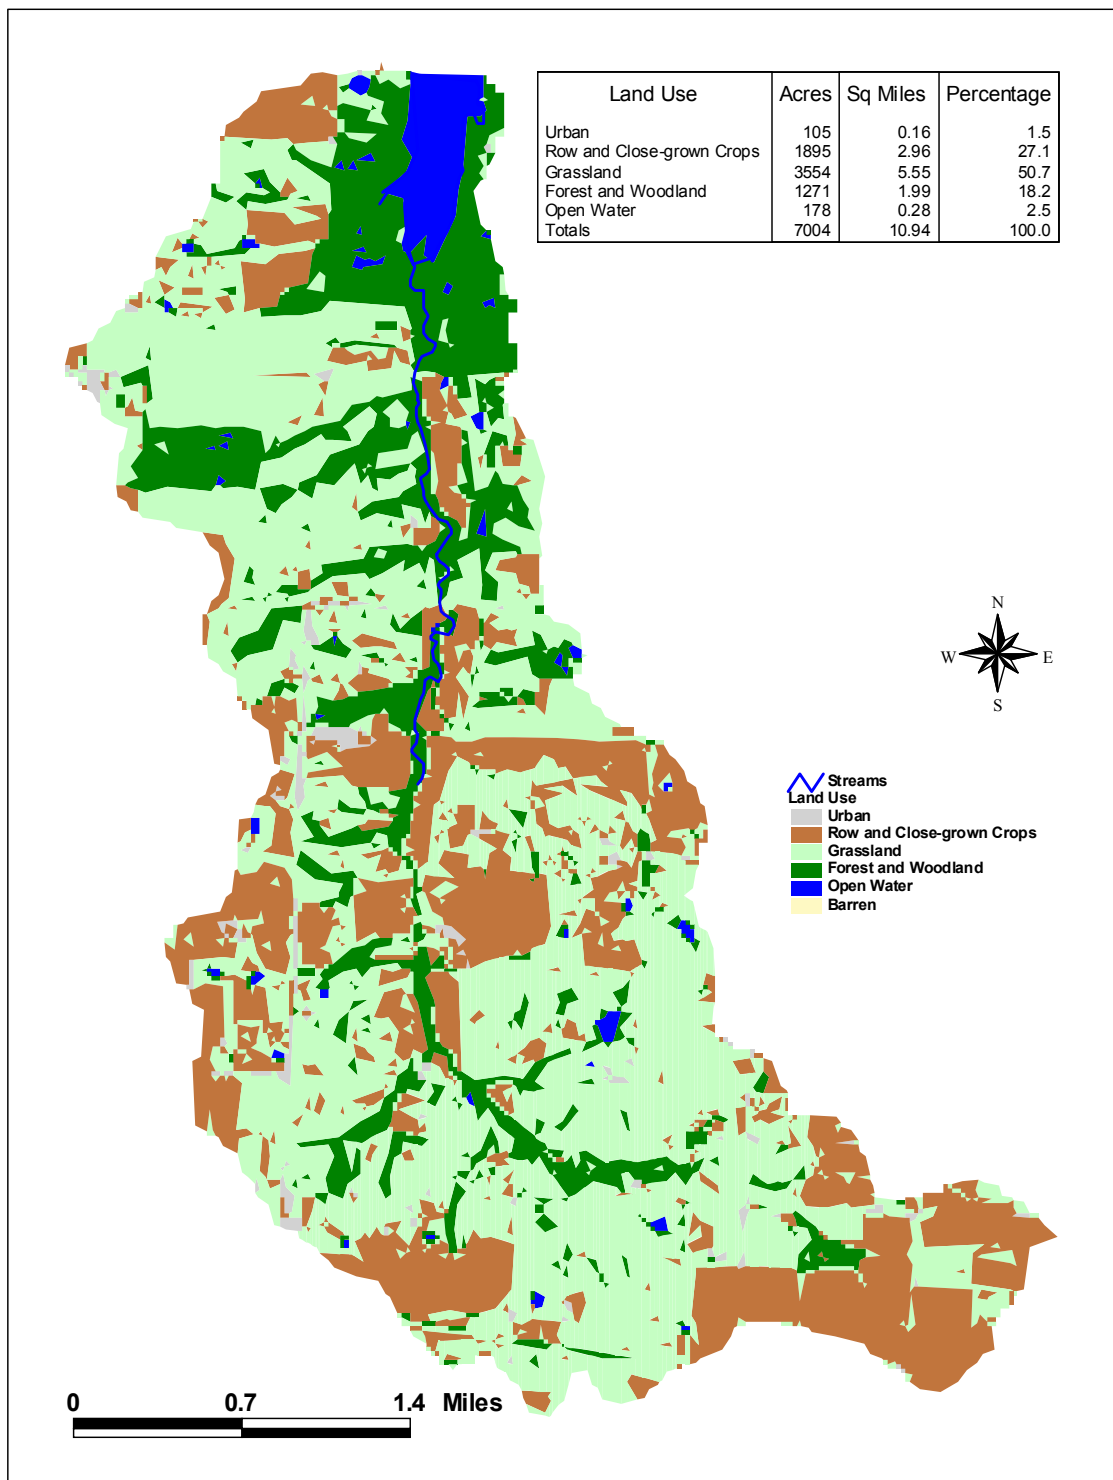 Land Use Acres Sq Miles Percentage
Urban 105 0.16 1.5
Row and Close-grown Crops 1895 2.96 27.1
Grassland 3554 5.55 50.7
Forest and Woodland 1271 1.99 18.2
Open Water 178 0.28 2.5
Totals 7004 10.94 100.0
N
W E
S
Streams
Land Use
Urban
Row and Close-grown Crops
Grassland
Forest and Woodland
Open Water
Barren
0 0.7 1.4 Miles